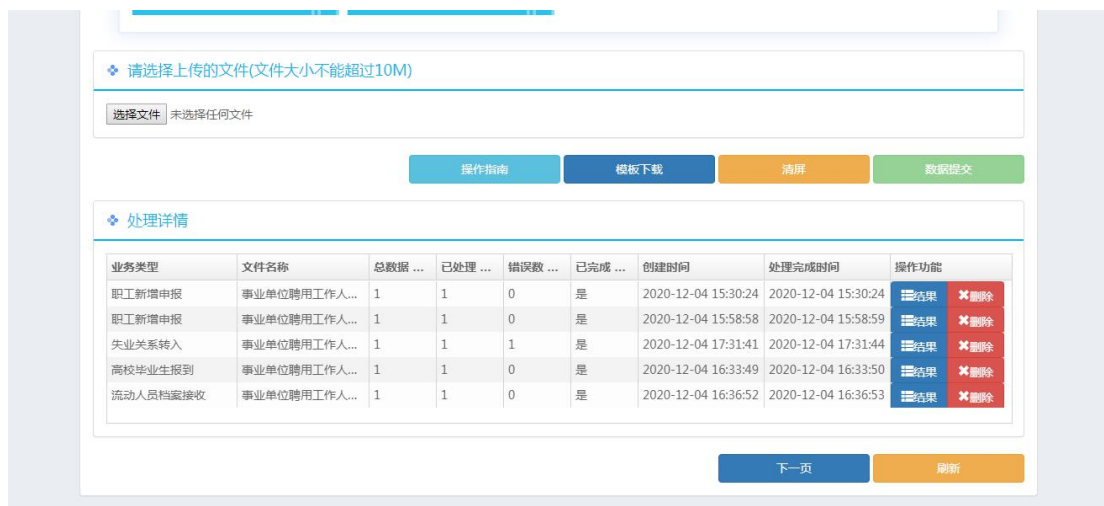 请选择上传的文件(文件大小不能超过10M)
选择文件 未选择任何文件
操作指南 模板下载 清屏 数据提交
处理详情
业务类型 文件名称 总数据 ... 已处理 ... 错误数 ... 已完成 ... 创建时间 处理完成时间 操作功能
职工新增申报 事业单位聘用工作人... 1 1 0 是 2020-12-04 15:30:24 2020-12-04 15:30:24 结果 删除
职工新增申报 事业单位聘用工作人... 1 1 0 是 2020-12-04 15:58:58 2020-12-04 15:58:59 结果 删除
失业关系转入 事业单位聘用工作人... 1 1 1 是 2020-12-04 17:31:41 2020-12-04 17:31:44 结果 删除
高校毕业生报到 事业单位聘用工作人... 1 1 0 是 2020-12-04 16:33:49 2020-12-04 16:33:50 结果 删除
流动人员档案接收 事业单位聘用工作人... 1 1 0 是 2020-12-04 16:36:52 2020-12-04 16:36:53 结果 删除
下一页 刷新